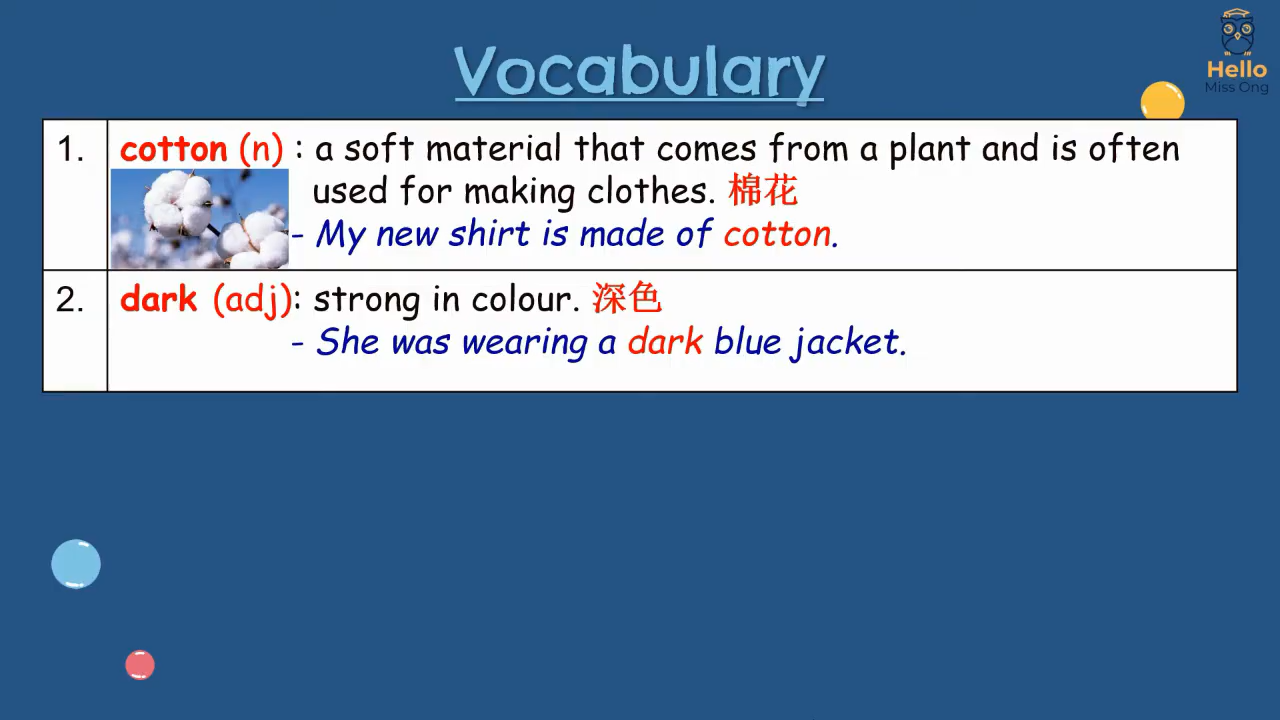 Hello
Miss Ong
Vocabulary
1. cotton (n) : a soft material that comes from a plant and is often
used for making clothes. 棉花
- My new shirt is made of cotton.
2. dark (adj): strong in colour. 深色
- She was wearing a dark blue jacket.